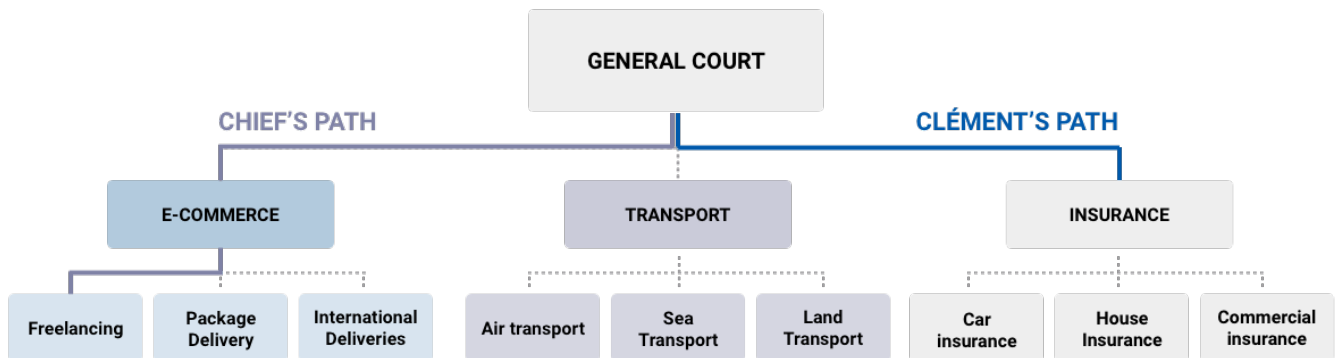 GENERAL COURT
CHIEF’S PATH
CLÉMENT’S PATH
E-COMMERCE
TRANSPORT
INSURANCE
Freelancing
Package
Delivery
International
Deliveries
Air transport
Sea
Transport
Land
Transport
Car
insurance
House
Insurance
Commercial
insurance